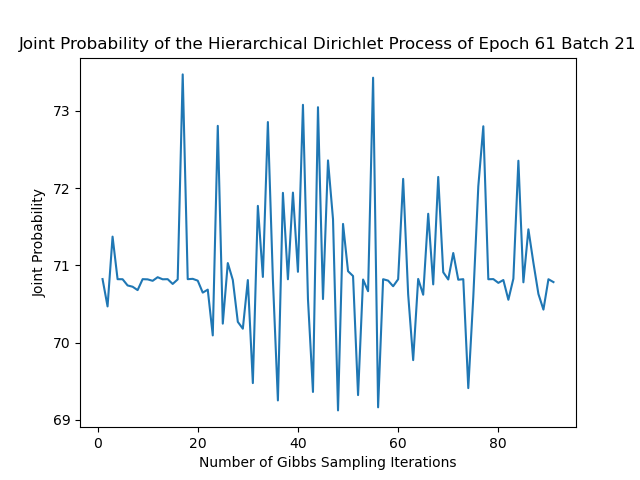 Joint Probability of the Hierarchical Dirichlet Process of Epoch 61 Batch 21
73
72
71
70
69
Joint Probability
0 20 40 60 80
Number of Gibbs Sampling Iterations